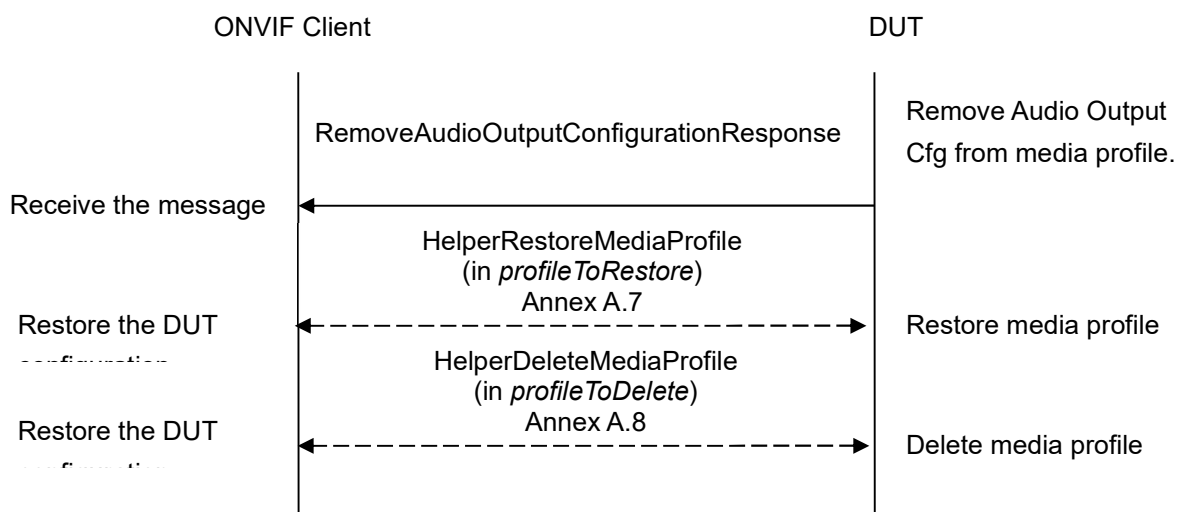 ONVIF Client
DUT
Remove Audio Output
Cfg from media profile.
RemoveAudioOutputConfigurationResponse
Receive the message
HelperRestoreMediaProfile
(in profileToRestore)
Annex A.7
Restore the DUT
Restore media profile
HelperDeleteMediaProfile
(in profileToDelete)
Annex A.8
Restore the DUT
Delete media profile